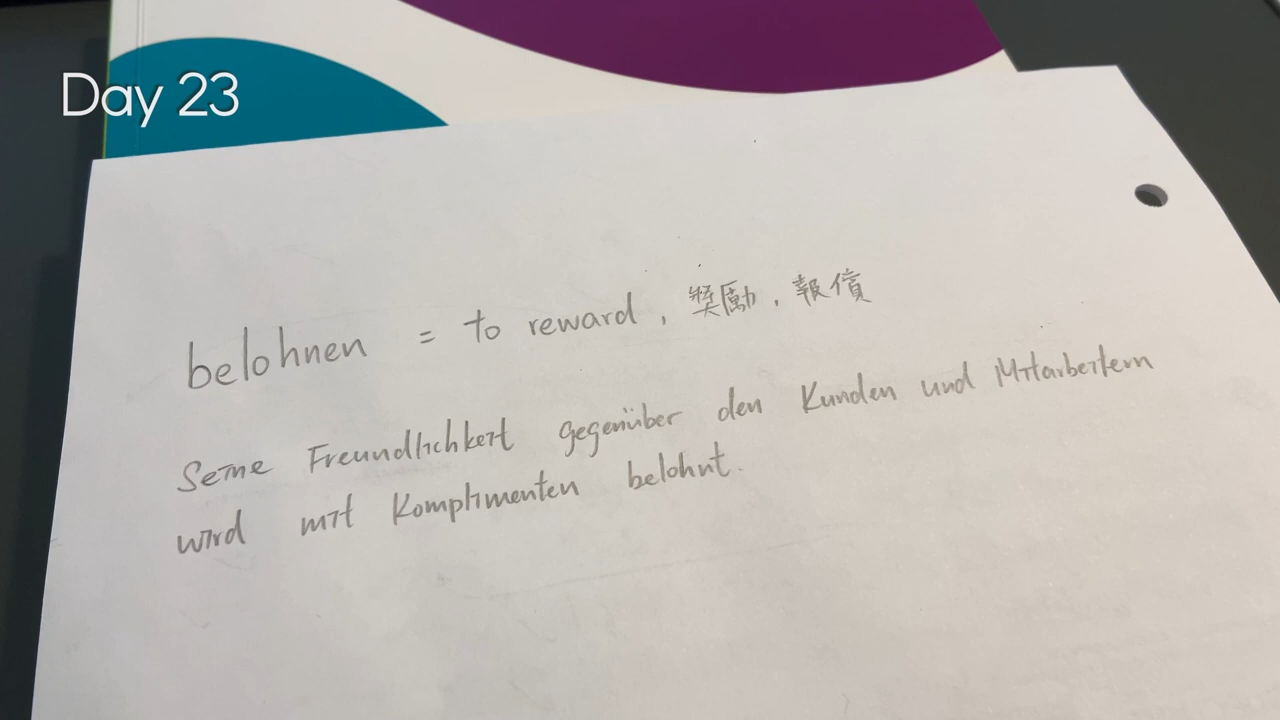 Day 23
belohnen = to reward, 獎勵, 報償
Seine Freundlichkeit gegenüber den Kunden und Mitarbeitern
wird mit Komplimenten belohnt.